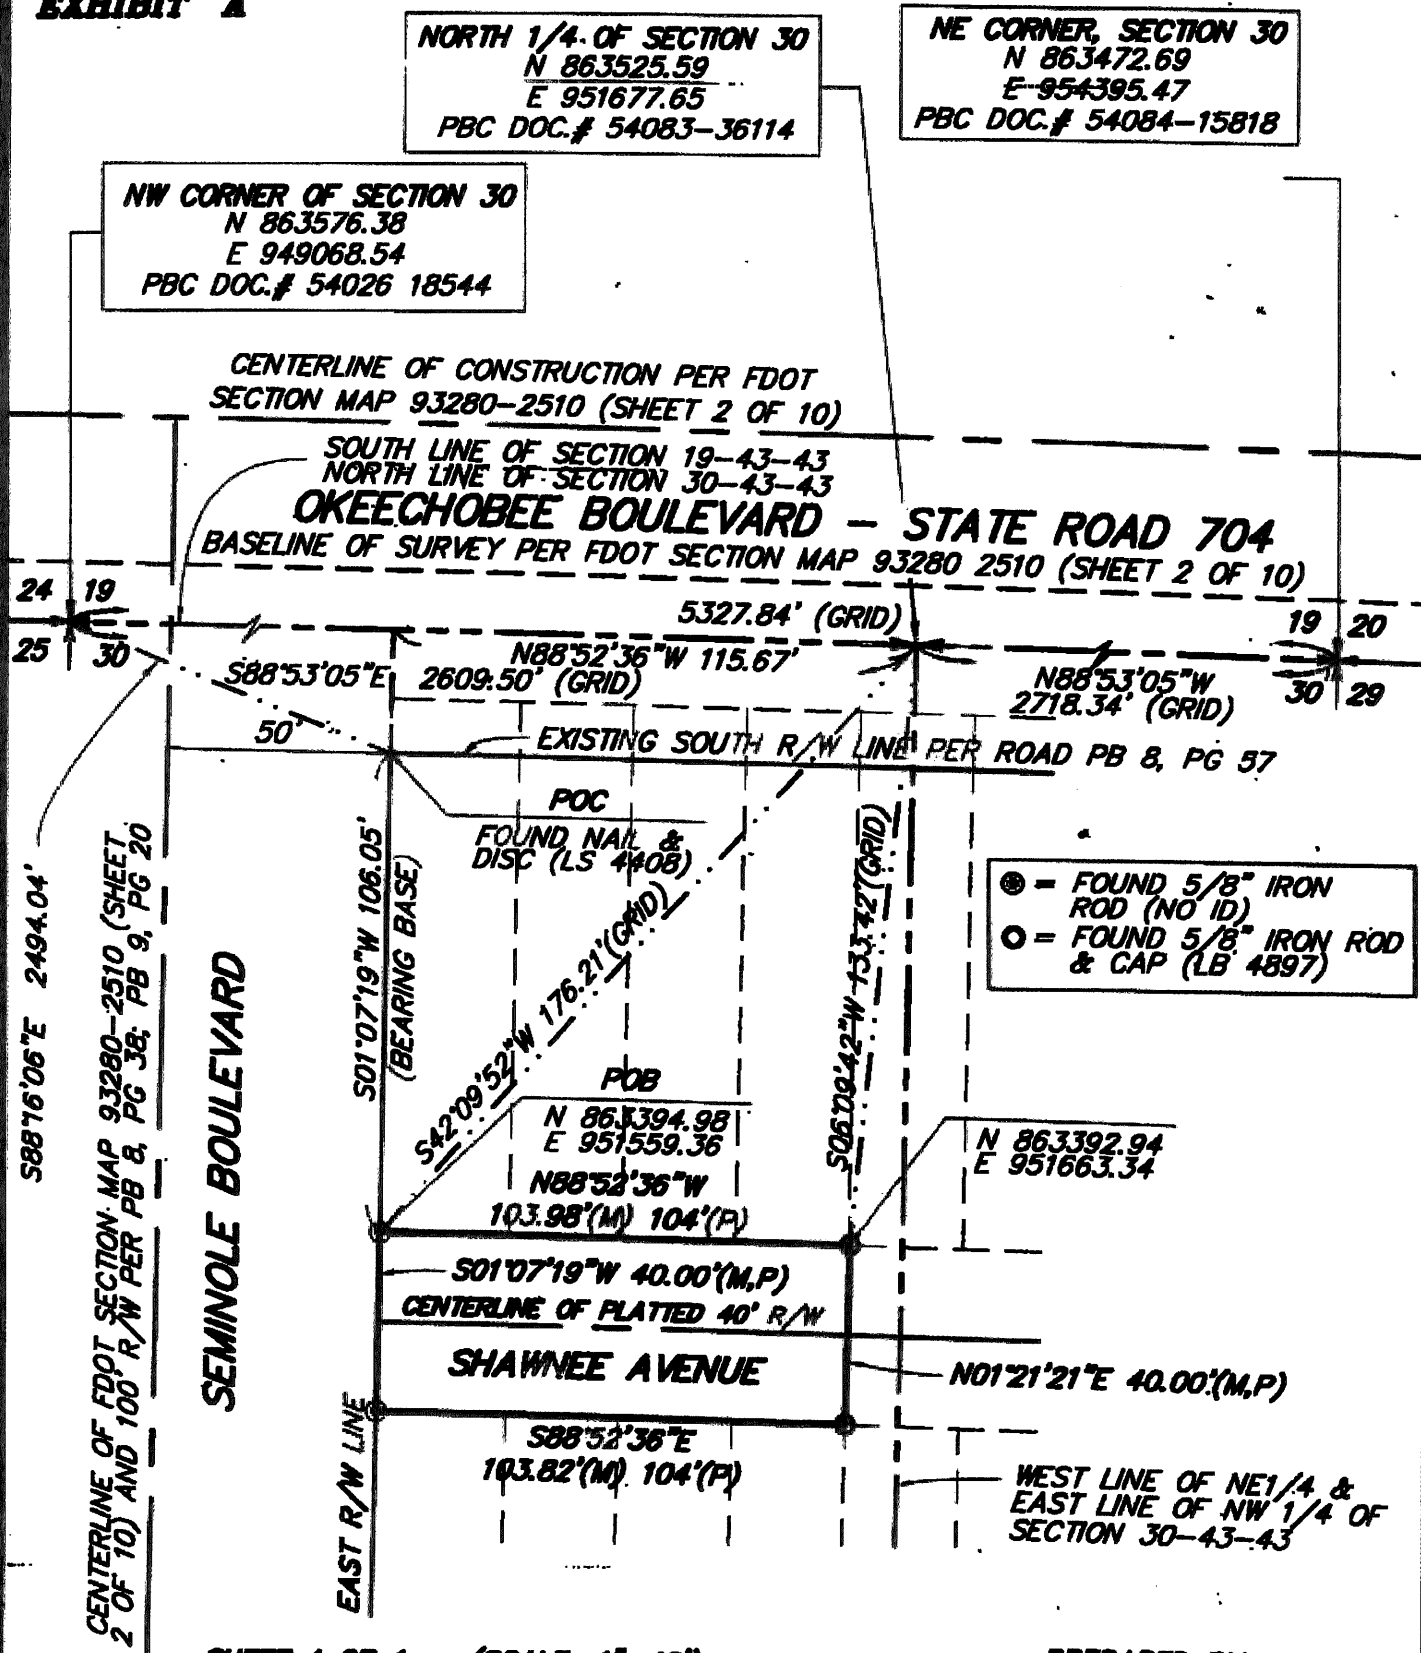 EXHIBIT A
NORTH 1/4 OF SECTION 30
N 863525.59
E 951677.65
PBC DOC.# 54083-36114
NE CORNER, SECTION 30
N 863472.69
E 954395.47
PBC DOC.# 54084-15818
NW CORNER OF SECTION 30
N 863576.38
E 949068.54
PBC DOC.# 54026 18544
CENTERLINE OF CONSTRUCTION PER FDOT
SECTION MAP 93280-2510 (SHEET 2 OF 10)
SOUTH LINE OF SECTION 19-43-43
NORTH LINE OF SECTION 30-43-43
OKEECHOBEE BOULEVARD - STATE ROAD 704
BASELINE OF SURVEY PER FDOT SECTION MAP 93280 2510 (SHEET 2 OF 10)
24 19
25 30
5327.84' (GRID)
19 20
30 29
N88°52'36"W 115.67'
S88°53'05"E
2609.50' (GRID)
N88°53'05"W
2718.34' (GRID)
50'
EXISTING SOUTH R/W LINE PER ROAD PB 8, PG 57
POC
FOUND NAIL &
DISC (LS 4408)
S88°16'06"E 2494.04'
CENTERLINE OF FDOT SECTION MAP 93280-2510 (SHEET
2 OF 10) AND 100' R/W PER PB 8, PG 38; PB 9, PG 20
SEMINOLE BOULEVARD
S01°07'19"W 106.05'
(BEARING BASE)
S42°09'52"W 176.21'(GRID)
S06°09'42"W 133.42'(GRID)
= FOUND 5/8" IRON
ROD (NO ID)
= FOUND 5/8" IRON ROD
& CAP (LB 4897)
POB
N 863394.98
E 951559.36
N 863392.94
E 951663.34
N88°52'36"W
103.98'(M) 104'(P)
S01°07'19"W 40.00'(M,P)
CENTERLINE OF PLATTED 40' R/W
SHAWNEE AVENUE
N01°21'21"E 40.00'(M,P)
EAST R/W LINE
S88°52'36"E
103.82'(M) 104'(P)
WEST LINE OF NE1/4 &
EAST LINE OF NW 1/4 OF
SECTION 30-43-43